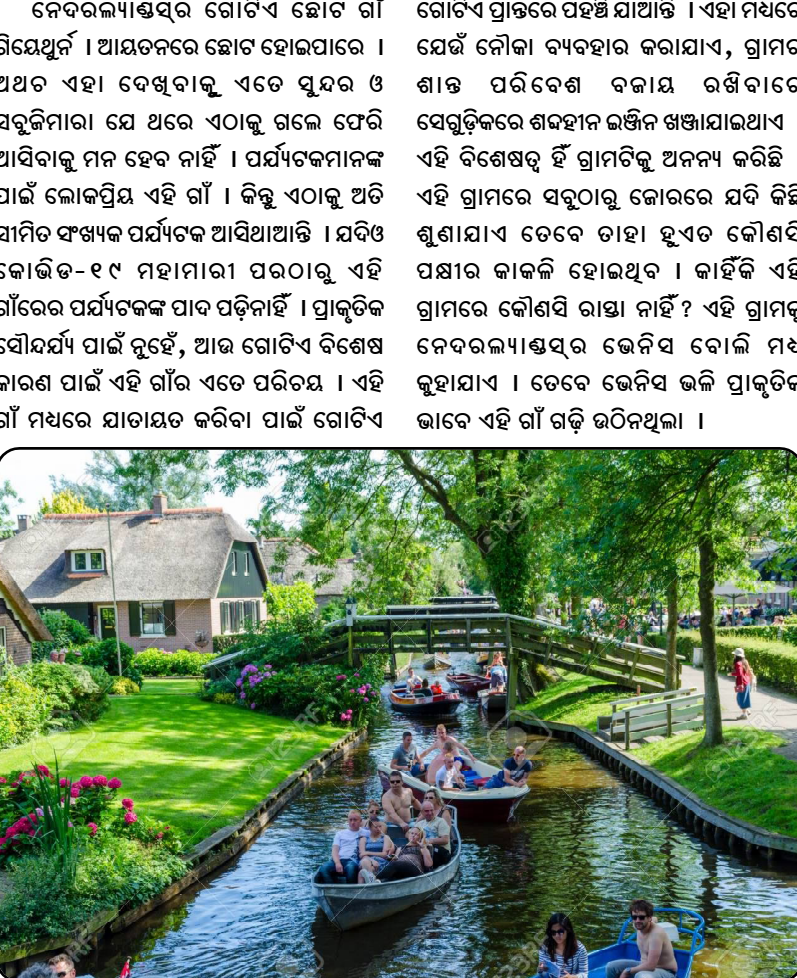 ନେଦରଲ୍ୟାଣ୍ଡସ୍‌ର ଗୋଟିଏ ଛୋଟ ଗାଁ
ଗିୟେଥୁର୍ନ । ଆୟତନରେ ଛୋଟ ହୋଇପାରେ ।
ଅଥଚ ଏହା ଦେଖିବାକୁ ଏତେ ସୁନ୍ଦର ଓ
ସବୁଜିମାରା ଯେ ଥରେ ଏଠାକୁ ଗଲେ ଫେରି
ଆସିବାକୁ ମନ ହେବ ନାହିଁ । ପର୍ଯ୍ୟଟକମାନଙ୍କ
ପାଇଁ ଲୋକପ୍ରିୟ ଏହି ଗାଁ । କିନ୍ତୁ ଏଠାକୁ ଅତି
ସୀମିତ ସଂଖ୍ୟକ ପର୍ଯ୍ୟଟକ ଆସିଥାଆନ୍ତି । ଯଦିଓ
କୋଭିଡ-୧୯ ମହାମାରୀ ପରଠାରୁ ଏହି
ଗାଁରେର ପର୍ଯ୍ୟଟକଙ୍କ ପାଦ ପଡ଼ିନାହିଁ । ପ୍ରାକୃତିକ
ସୌନ୍ଦର୍ଯ୍ୟ ପାଇଁ ନୁହେଁ, ଆଉ ଗୋଟିଏ ବିଶେଷ
କାରଣ ପାଇଁ ଏହି ଗାଁର ଏତେ ପରିଚୟ । ଏହି
ଗାଁ ମଧ୍ୟରେ ଯାତାୟତ କରିବା ପାଇଁ ଗୋଟିଏ
ଗୋଟିଏ ପ୍ରାନ୍ତରେ ପହଞ୍ଚି ଯାଆନ୍ତି । ଏହା ମଧ୍ୟରେ
ଯେଉଁ ନୌକା ବ୍ୟବହାର କରାଯାଏ, ଗ୍ରାମର
ଶାନ୍ତ ପରିବେଶ ବଜାୟ ରଖିବାରେ
ସେଗୁଡ଼ିକରେ ଶବ୍ଦହୀନ ଇଞ୍ଜିନ ଖଞ୍ଜାଯାଇଥାଏ
ଏହି ବିଶେଷତ୍ୱ ହିଁ ଗ୍ରାମଟିକୁ ଅନନ୍ୟ କରିଛି
ଏହି ଗ୍ରାମରେ ସବୁଠାରୁ ଜୋରରେ ଯଦି କିଛି
ଶୁଣାଯାଏ ତେବେ ତାହା ହୁଏତ କୌଣସି
ପକ୍ଷୀର କାକଳି ହୋଇଥିବ । କାହିଁକି ଏହି
ଗ୍ରାମରେ କୌଣସି ରାସ୍ତା ନାହିଁ? ଏହି ଗ୍ରାମକୁ
ନେଦରଲ୍ୟାଣ୍ଡସ୍‌ର ଭେନିସ ବୋଲି ମଧ୍ୟ
କୁହାଯାଏ । ତେବେ ଭେନିସ ଭଳି ପ୍ରାକୃତିକ
ଭାବେ ଏହି ଗାଁ ଗଢ଼ି ଉଠିନଥିଲା ।